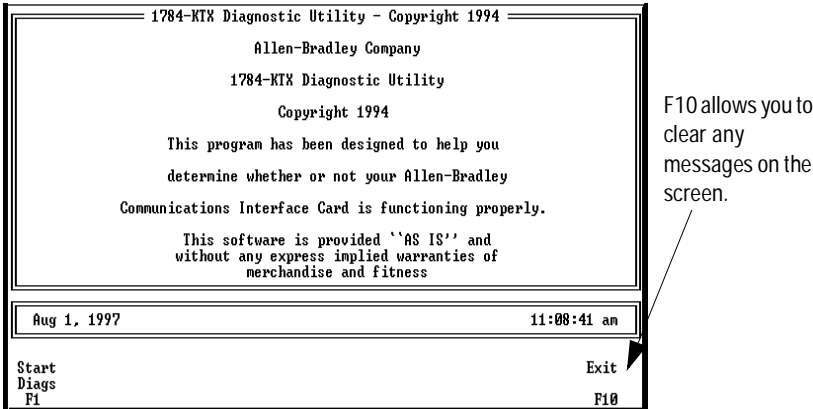 1784-KTX Diagnostic Utility - Copyright 1994
Allen-Bradley Company
1784-KTX Diagnostic Utility
Copyright 1994
This program has been designed to help you
determine whether or not your Allen-Bradley
Communications Interface Card is functioning properly.
This software is provided ``AS IS'' and
without any express implied warranties of
merchandise and fitness
Aug 1, 1997 11:08:41 am
Start Exit
Diags
F1 F10
F10 allows you to
clear any
messages on the
screen.